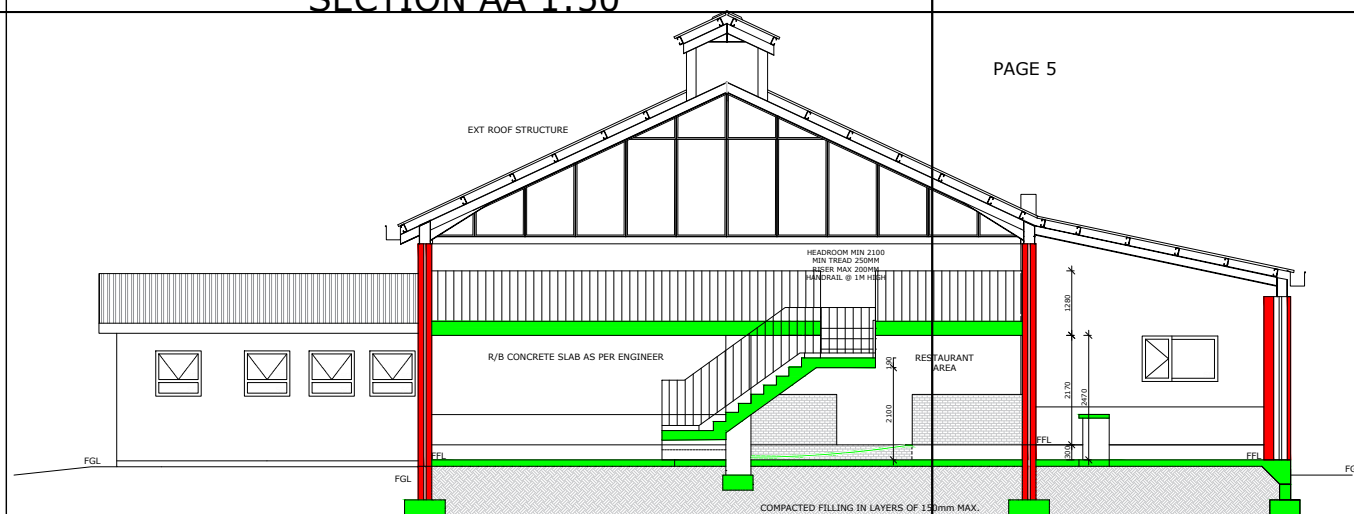 SECTION AA 1:50
PAGE 5
EXT ROOF STRUCTURE
HEADROOM MIN 2100
MIN TREAD 250MM
RISER MAX 200MM
HANDRAIL @ 1M HIGH
1280
R/B CONCRETE SLAB AS PER ENGINEER
190
RESTAURANT
AREA
2170
2470
2100
FFL
300
FFL
FFL
FGL
FGL
FG
COMPACTED FILLING IN LAYERS OF 150mm MAX.